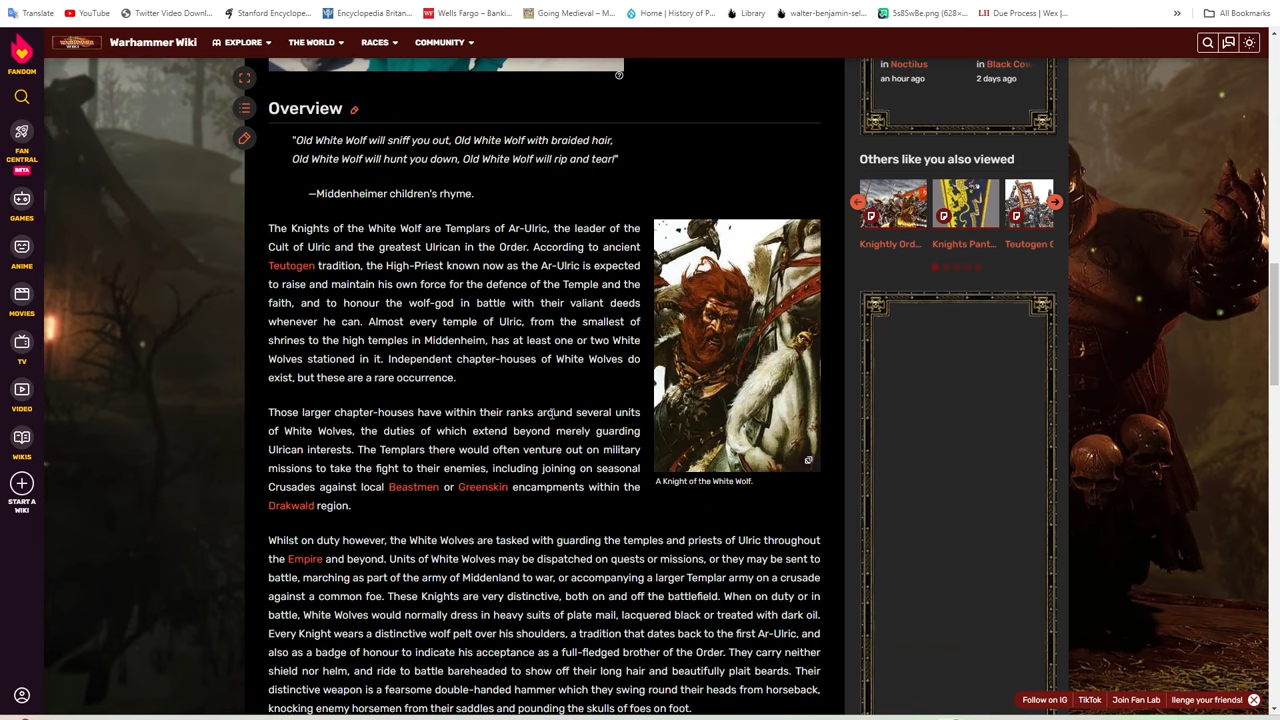 Translate
YouTube
Twitter Video Downl...
Stanford Encyclope...
Encyclopedia Britan...
Wells Fargo – Banki...
Going Medieval – M...
Home | History of P...
Library
walter-benjamin-sel...
5s8SwBe.png (628×...
LII Due Process | Wex |...
»
All Bookmarks
FANDOM
Warhammer Wiki
EXPLORE
THE WORLD
RACES
COMMUNITY
FAN CENTRAL
BETA
GAMES
ANIME
MOVIES
TV
VIDEO
WIKIS
START A
WIKI
Overview
"Old White Wolf will sniff you out, Old White Wolf with braided hair,
Old White Wolf will hunt you down, Old White Wolf will rip and tear!"
—Middenheimer children's rhyme.
The Knights of the White Wolf are Templars of Ar-Ulric, the leader of the
Cult of Ulric and the greatest Ulrican in the Order. According to ancient
Teutogen tradition, the High-Priest known now as the Ar-Ulric is expected
to raise and maintain his own force for the defence of the Temple and the
faith, and to honour the wolf-god in battle with their valiant deeds
whenever he can. Almost every temple of Ulric, from the smallest of
shrines to the high temples in Middenheim, has at least one or two White
Wolves stationed in it. Independent chapter-houses of White Wolves do
exist, but these are a rare occurrence.
A Knight of the White Wolf.
Those larger chapter-houses have within their ranks around several units
of White Wolves, the duties of which extend beyond merely guarding
Ulrican interests. The Templars there would often venture out on military
missions to take the fight to their enemies, including joining on seasonal
Crusades against local Beastmen or Greenskin encampments within the
Drakwald region.
Whilst on duty however, the White Wolves are tasked with guarding the temples and priests of Ulric throughout
the Empire and beyond. Units of White Wolves may be dispatched on quests or missions, or they may be sent to
battle, marching as part of the army of Middenland to war, or accompanying a larger Templar army on a crusade
against a common foe. These Knights are very distinctive, both on and off the battlefield. When on duty or in
battle, White Wolves would normally dress in heavy suits of plate mail, lacquered black or treated with dark oil.
Every Knight wears a distinctive wolf pelt over his shoulders, a tradition that dates back to the first Ar-Ulric, and
also as a badge of honour to indicate his acceptance as a full-fledged brother of the Order. They carry neither
shield nor helm, and ride to battle bareheaded to show off their long hair and beautifully plait beards. Their
distinctive weapon is a fearsome double-handed hammer which they swing round their heads from horseback,
knocking enemy horsemen from their saddles and pounding the skulls of foes on foot.
in Noctilus
an hour ago
in Black Cow
2 days ago
Others like you also viewed
Knightly Ord...
Knights Pant...
Teutogen G
Follow on IG
TikTok
Join Fan Lab
llenge your friends!